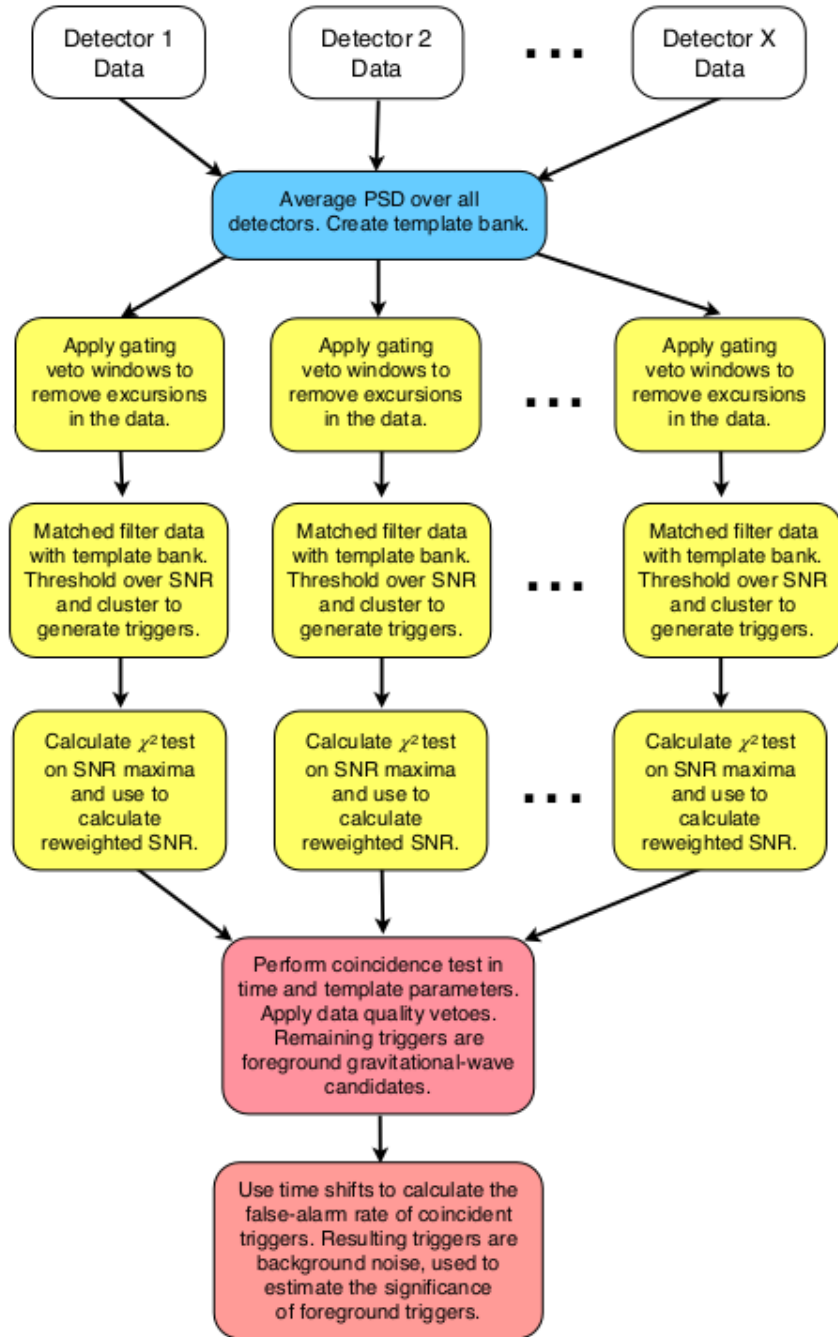 Detector 1
Data
Detector 2
Data
...
Detector X
Data
Average PSD over all
detectors. Create template bank.
Apply gating
veto windows to
remove excursions
in the data.
Apply gating
veto windows to
remove excursions
in the data.
...
Apply gating
veto windows to
remove excursions
in the data.
Matched filter data
with template bank.
Threshold over SNR
and cluster to
generate triggers.
Matched filter data
with template bank.
Threshold over SNR
and cluster to
generate triggers.
...
Matched filter data
with template bank.
Threshold over SNR
and cluster to
generate triggers.
Calculate χ² test
on SNR maxima
and use to
calculate
reweighted SNR.
Calculate χ² test
on SNR maxima
and use to
calculate
reweighted SNR.
...
Calculate χ² test
on SNR maxima
and use to
calculate
reweighted SNR.
Perform coincidence test in
time and template parameters.
Apply data quality vetoes.
Remaining triggers are
foreground gravitational-wave
candidates.
Use time shifts to calculate the
false-alarm rate of coincident
triggers. Resulting triggers are
background noise, used to
estimate the significance
of foreground triggers.